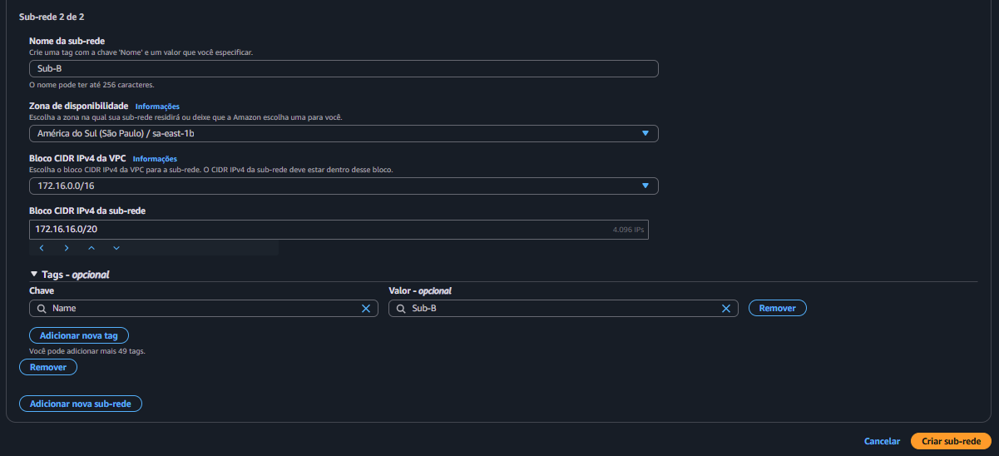 Sub-rede 2 de 2
Nome da sub-rede
Crie uma tag com a chave 'Nome' e um valor que você especificar.
Sub-B
O nome pode ter até 256 caracteres.
Zona de disponibilidade Informações
Escolha a zona na qual sua sub-rede residirá ou deixe que a Amazon escolha uma para você.
América do Sul (São Paulo) / sa-east-1b
Bloco CIDR IPv4 da VPC Informações
Escolha o bloco CIDR IPv4 da VPC para a sub-rede. O CIDR IPv4 da sub-rede deve estar dentro desse bloco.
172.16.0.0/16
Bloco CIDR IPv4 da sub-rede
172.16.16.0/20 4.096 IPs
Tags - opcional
Chave Valor - opcional
Name Sub-B Remover
Adicionar nova tag
Você pode adicionar mais 49 tags.
Remover
Adicionar nova sub-rede
Cancelar Criar sub-rede